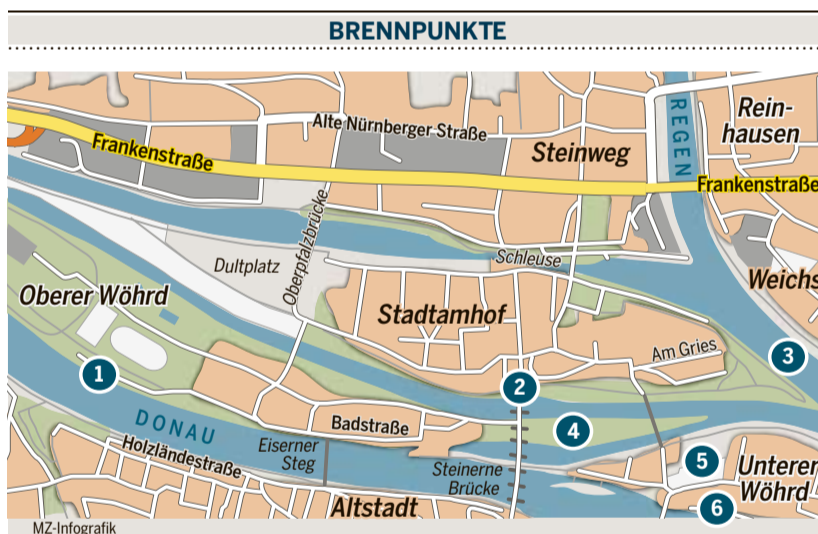 BRENNPUNKTE
Alte Nürnberger Straße
REGEN
Rein-
hausen
Frankenstraße
Steinweg
Frankenstraße
Oberpfalzbrücke
Schleuse
Dultplatz
Weichs
Oberer Wöhrd
Stadtamhof
Am Gries
3
1
2
DONAU
Badstraße
4
Holzländestraße
Eiserner
Steg
Steinerne
Brücke
5
Unterer
Wöhrd
6
Altstadt
MZ-Infografik